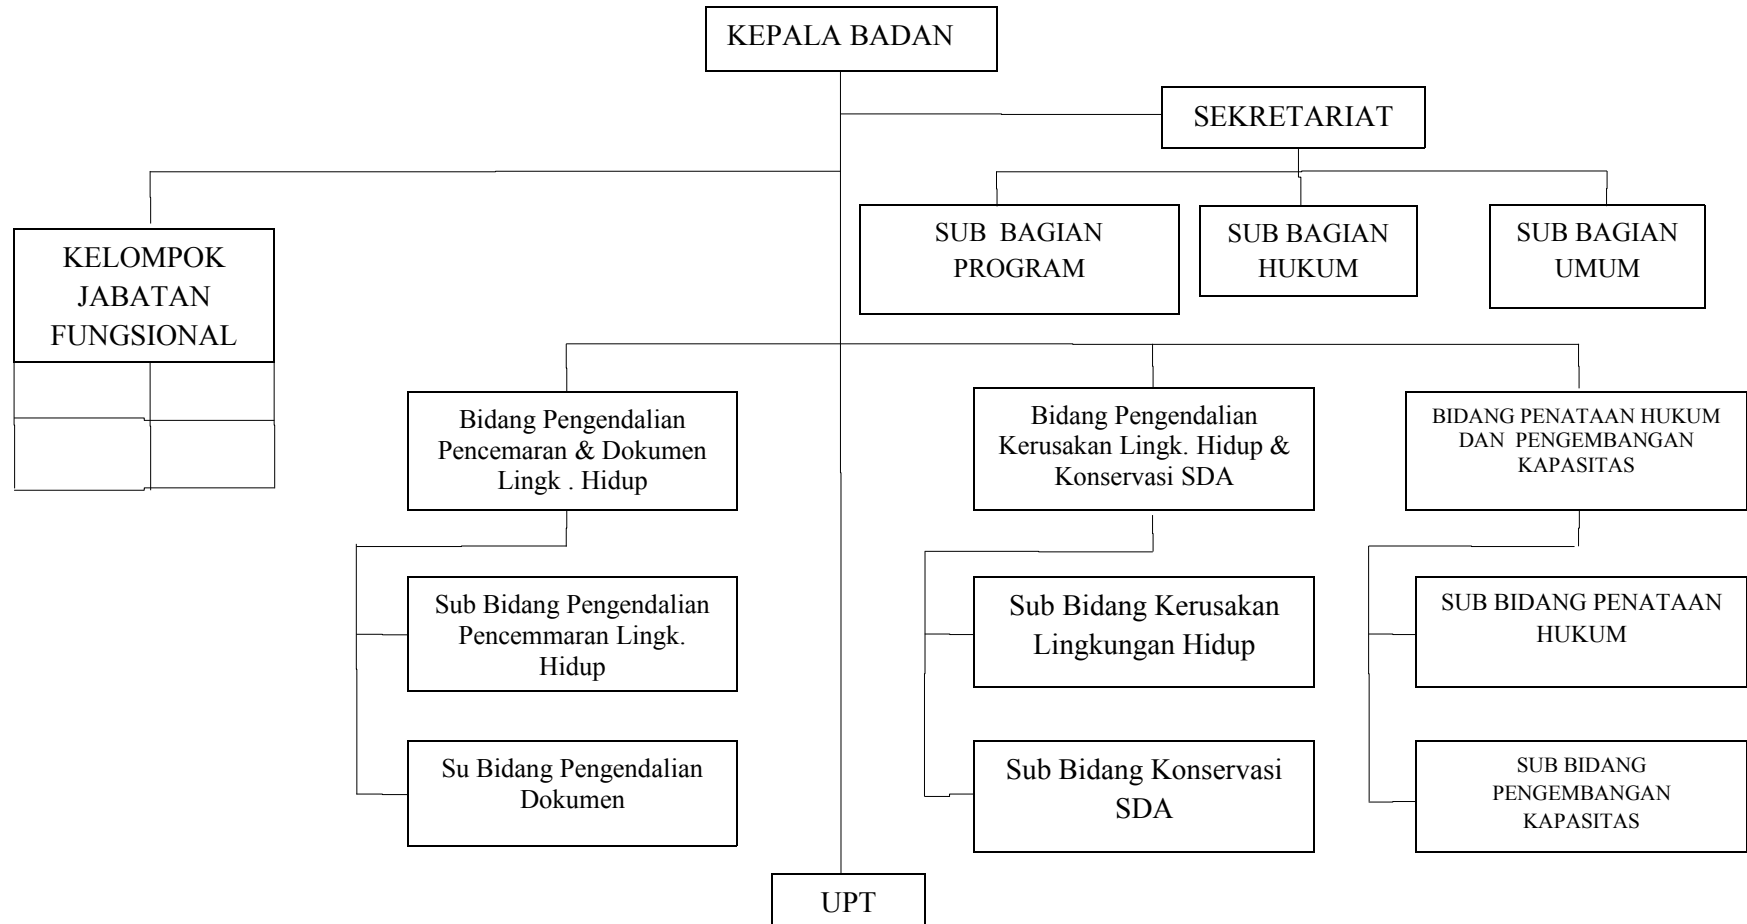 KEPALA BADAN
SEKRETARIAT
SUB BAGIAN
PROGRAM
SUB BAGIAN
HUKUM
SUB BAGIAN
UMUM
KELOMPOK
JABATAN
FUNGSIONAL
Bidang Pengendalian
Pencemaran & Dokumen
Lingk . Hidup
Bidang Pengendalian
Kerusakan Lingk. Hidup &
Konservasi SDA
BIDANG PENATAAN HUKUM
DAN PENGEMBANGAN
KAPASITAS
Sub Bidang Pengendalian
Pencemmaran Lingk.
Hidup
Sub Bidang Kerusakan
Lingkungan Hidup
SUB BIDANG PENATAAN
HUKUM
Su Bidang Pengendalian
Dokumen
Sub Bidang Konservasi
SDA
SUB BIDANG
PENGEMBANGAN
KAPASITAS
UPT